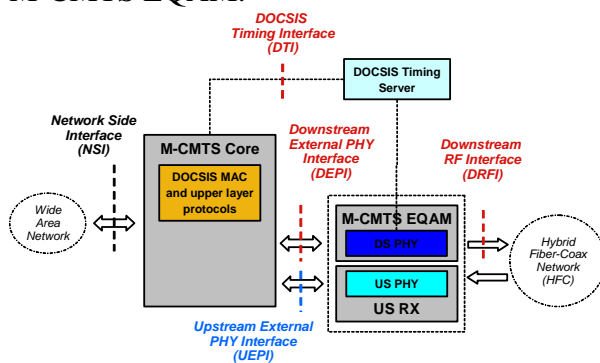 M-CMTS EQAM.
DOCSIS
Timing Interface
(DTI)
DOCSIS Timing
Server
Network Side
Interface
(NSI)
M-CMTS Core
DOCSIS MAC
and upper layer
protocols
Downstream
External PHY
Interface
(DEPI)
Downstream
RF Interface
(DRFI)
Wide
Area
Network
M-CMTS EQAM
DS PHY
US PHY
US RX
Hybrid
Fiber-Coax
Network
(HFC)
Upstream External
PHY Interface
(UEPI)